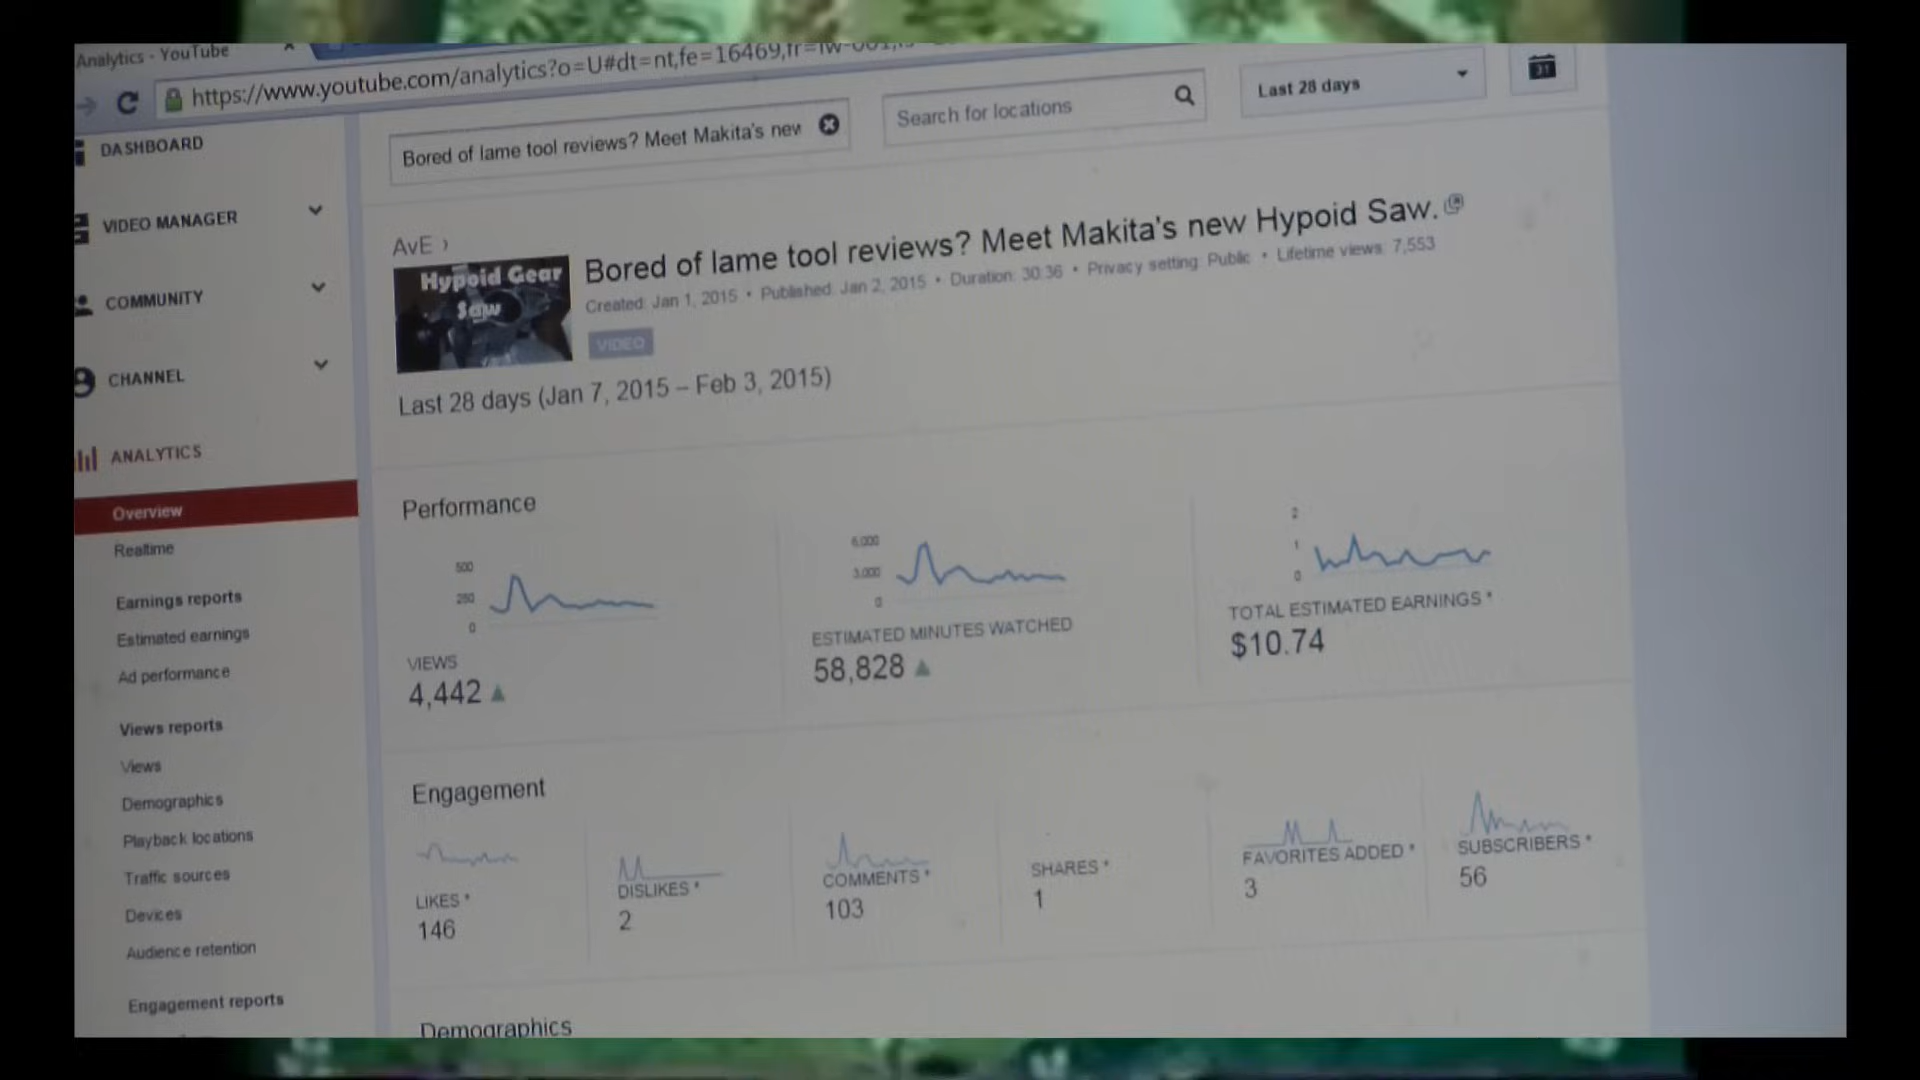 Analytics - YouTube
https://www.youtube.com/analytics?o=U#dt=nt,fe=16469,fr=lw-001,
Bored of lame tool reviews? Meet Makita's new
Search for locations
Last 28 days
31
DASHBOARD
VIDEO MANAGER
COMMUNITY
CHANNEL
ANALYTICS
Overview
Realtime
Earnings reports
Estimated earnings
Ad performance
Views reports
Views
Demographics
Playback locations
Traffic sources
Devices
Audience retention
Engagement reports
AvE ›
Hypoid Gear
Saw
Bored of lame tool reviews? Meet Makita's new Hypoid Saw.
Created: Jan 1, 2015 • Published: Jan 2, 2015 • Duration: 30:36 • Privacy setting: Public • Lifetime views: 7,553
VIDEO
Last 28 days (Jan 7, 2015 – Feb 3, 2015)
Performance
500
250
0
VIEWS
4,442
6,000
3,000
0
ESTIMATED MINUTES WATCHED
58,828
2
1
0
TOTAL ESTIMATED EARNINGS *
$10.74
Engagement
LIKES *
146
DISLIKES *
2
COMMENTS *
103
SHARES *
1
FAVORITES ADDED *
3
SUBSCRIBERS *
56
Demographics